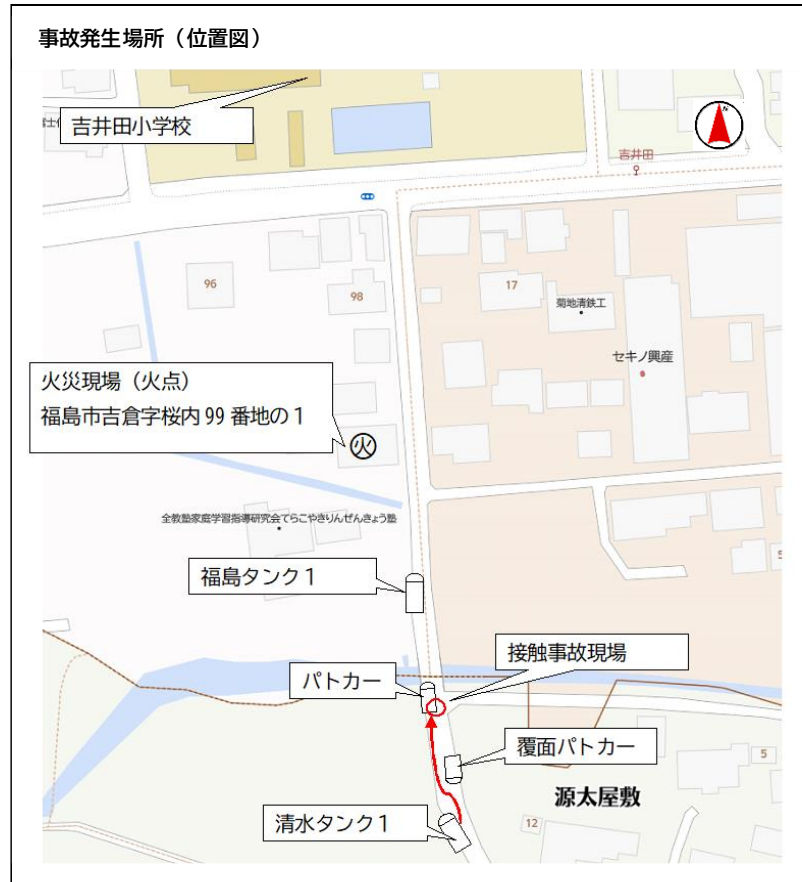 事故発生場所（位置図）
吉井田小学校
N
吉井田
96
98
17
菊地清鉄工
セキノ興産
火災現場（火点）
福島市吉倉字桜内99番地の1
火
全教塾家庭学習指導研究会てらこやきりんぜんきょう塾
福島タンク1
接触事故現場
パトカー
覆面パトカー
5
源太屋敷
清水タンク1
12